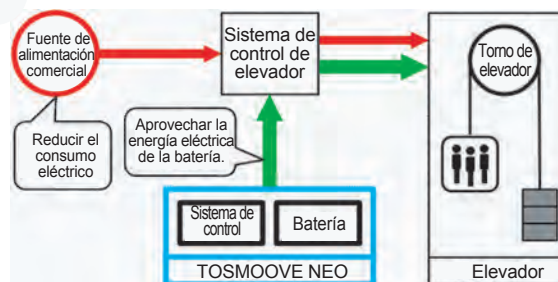 Fuente de
alimentación
comercial
Reducir el
consumo
eléctrico
Sistema de
control de
elevador
Aprovechar la
energía eléctrica
de la batería.
Sistema de
control
Batería
TOSMOOVE NEO
Torno de
elevador
Elevador